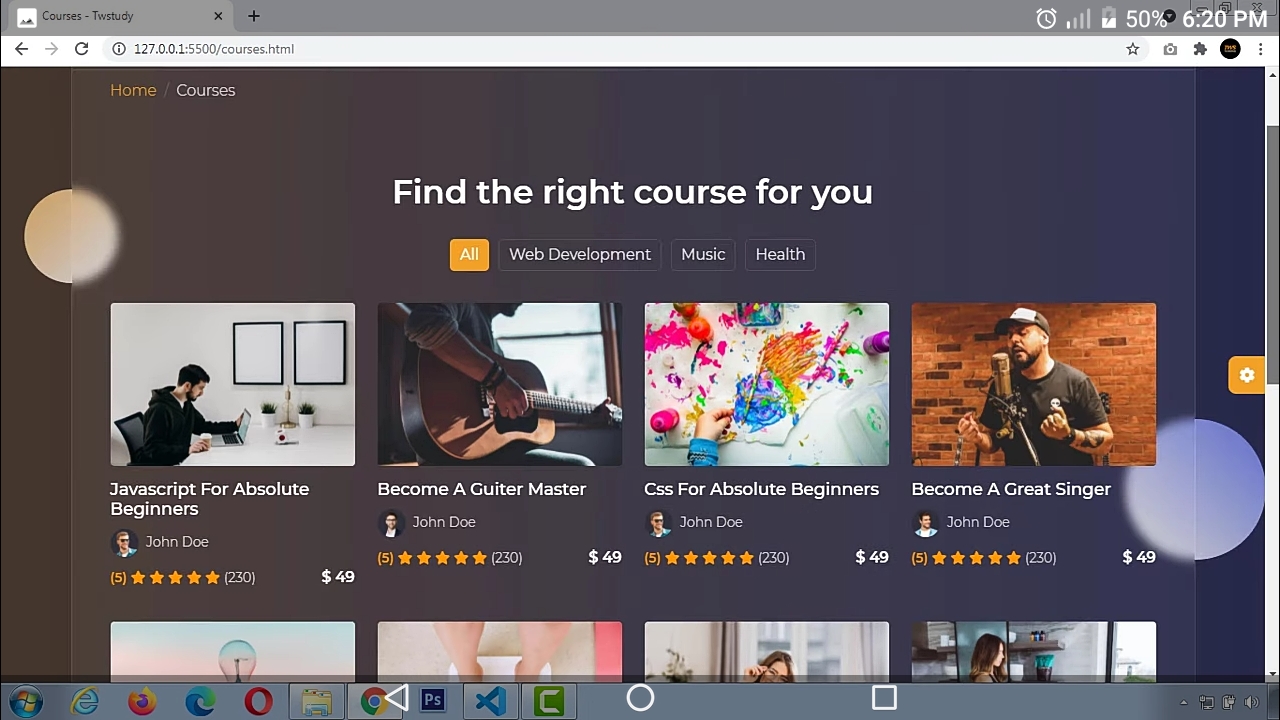 Courses - Twstudy
50% 6:20 PM
127.0.0.1:5500/courses.html
Home / Courses
Find the right course for you
All Web Development Music Health
Javascript For Absolute
Beginners
John Doe
(5) (230) $ 49
Become A Guiter Master
John Doe
(5) (230) $ 49
Css For Absolute Beginners
John Doe
(5) (230) $ 49
Become A Great Singer
John Doe
(5) (230) $ 49
Ps